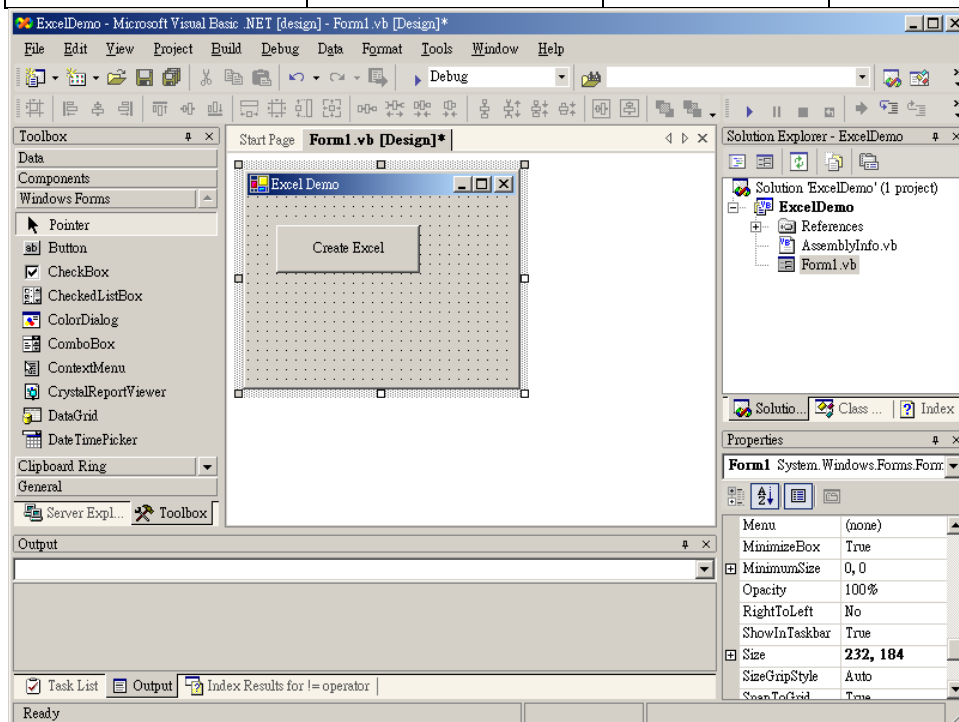 ExcelDemo - Microsoft Visual Basic .NET [design] - Form1.vb [Design]*
File Edit View Project Build Debug Data Format Tools Window Help
Debug
Toolbox
Data
Components
Windows Forms
Pointer
Button
CheckBox
CheckedListBox
ColorDialog
ComboBox
ContextMenu
CrystalReportViewer
DataGrid
DateTimePicker
Clipboard Ring
General
Server Expl... Toolbox
Start Page Form1.vb [Design]*
Excel Demo
Create Excel
Solution Explorer - ExcelDemo
Solution 'ExcelDemo' (1 project)
ExcelDemo
References
AssemblyInfo.vb
Form1.vb
Solutio... Class ... Index
Properties
Form1 System.Windows.Forms.Form
Menu (none)
MinimizeBox True
MinimumSize 0, 0
Opacity 100%
RightToLeft No
ShowInTaskbar True
Size 232, 184
SizeGripStyle Auto
SnapToGrid True
Output
Task List Output Index Results for != operator
Ready